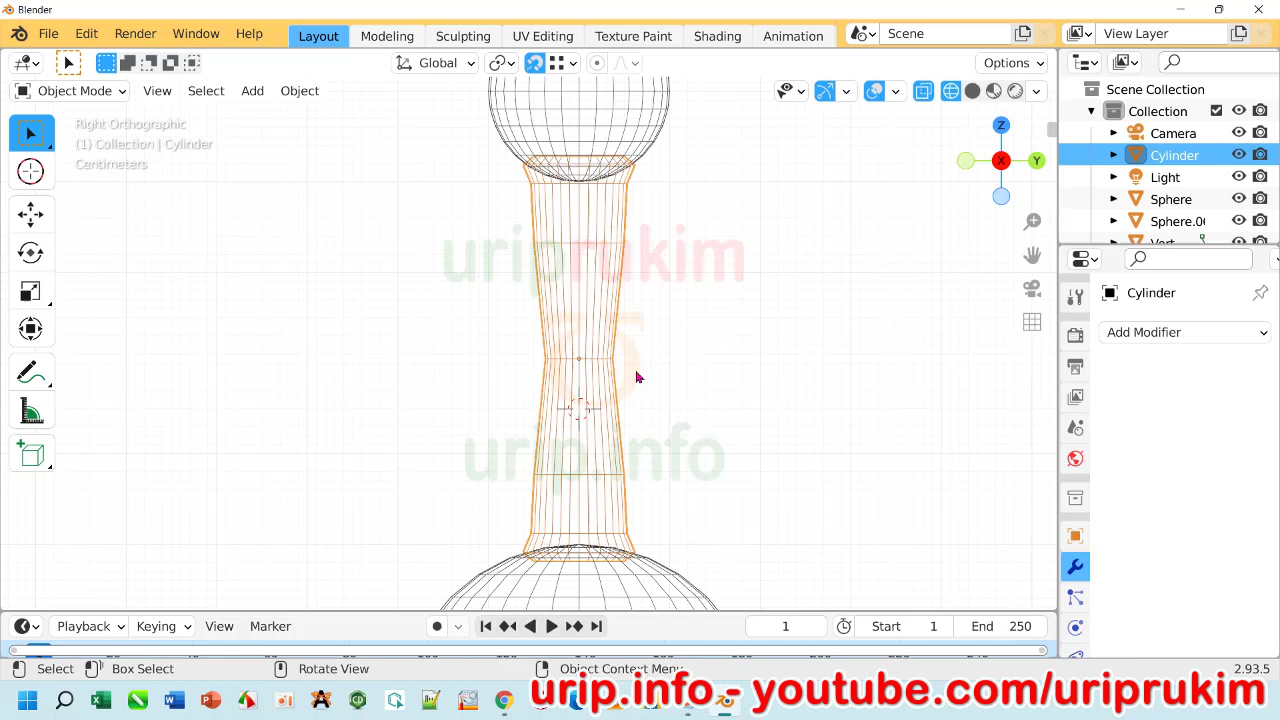 Blender
File Edit Render Window Help Layout Modeling Sculpting UV Editing Texture Paint Shading Animation Scene View Layer
Global Options
Object Mode View Select Add Object
Right Orthographic
(1) Collection | Cylinder
Centimeters
Z
X Y
Scene Collection
Collection
Camera
Cylinder
Light
Sphere
Sphere.0
Cylinder
Add Modifier
uriprukim
urip.info
Playback Keying View Marker 1 Start 1 End 250
Select Box Select Rotate View Object Context Menu 2.93.5
urip.info - youtube.com/uriprukim